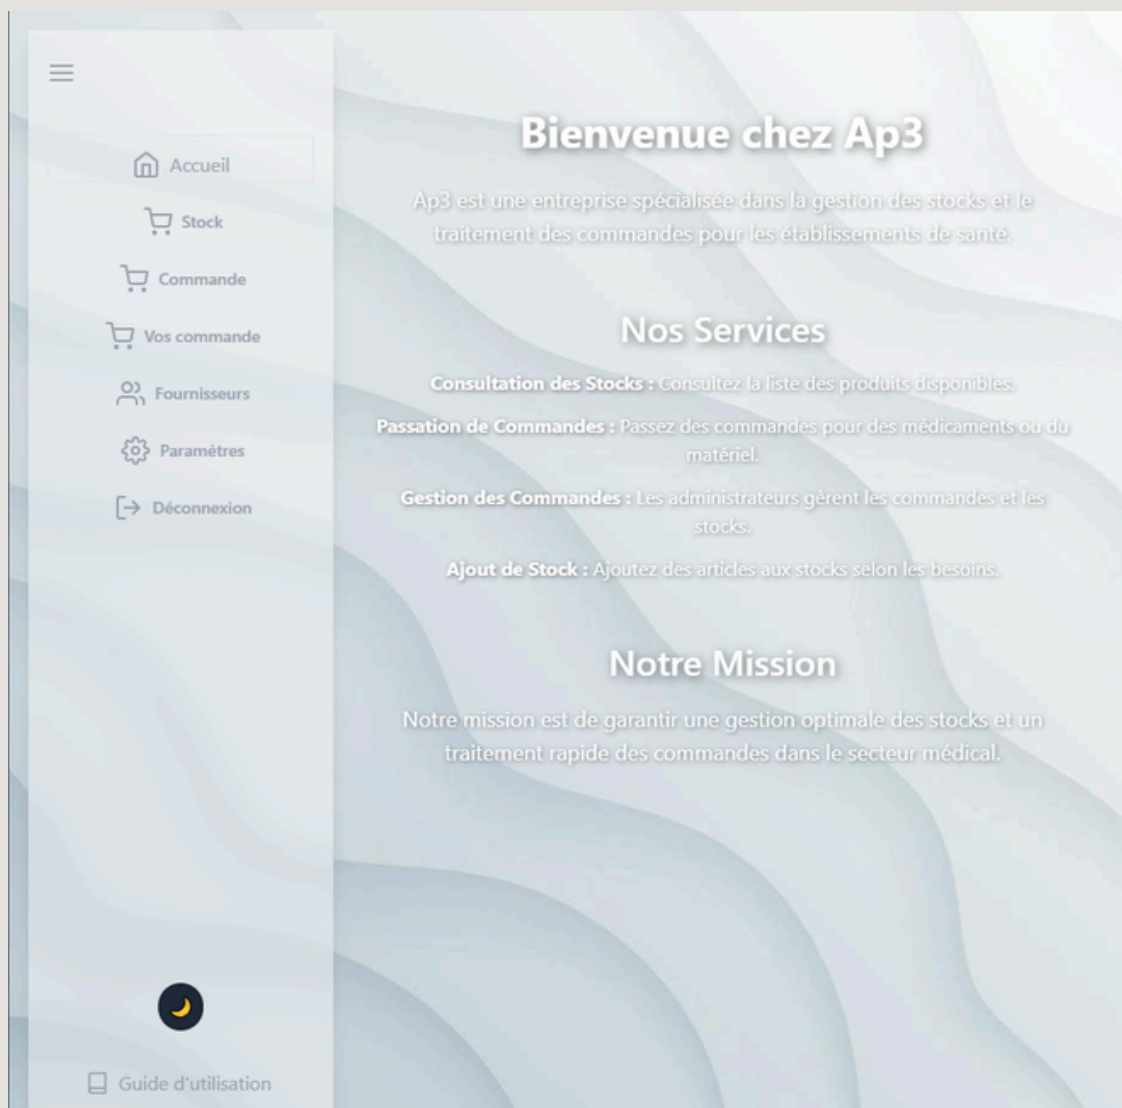 Accueil
Stock
Commande
Vos commande
Fournisseurs
Paramètres
Déconnexion
Guide d'utilisation
Bienvenue chez Ap3
Ap3 est une entreprise spécialisée dans la gestion des stocks et le
traitement des commandes pour les établissements de santé.
Nos Services
Consultation des Stocks : Consultez la liste des produits disponibles.
Passation de Commandes : Passez des commandes pour des médicaments ou du
matériel.
Gestion des Commandes : Les administrateurs gèrent les commandes et les
stocks.
Ajout de Stock : Ajoutez des articles aux stocks selon les besoins.
Notre Mission
Notre mission est de garantir une gestion optimale des stocks et un
traitement rapide des commandes dans le secteur médical.